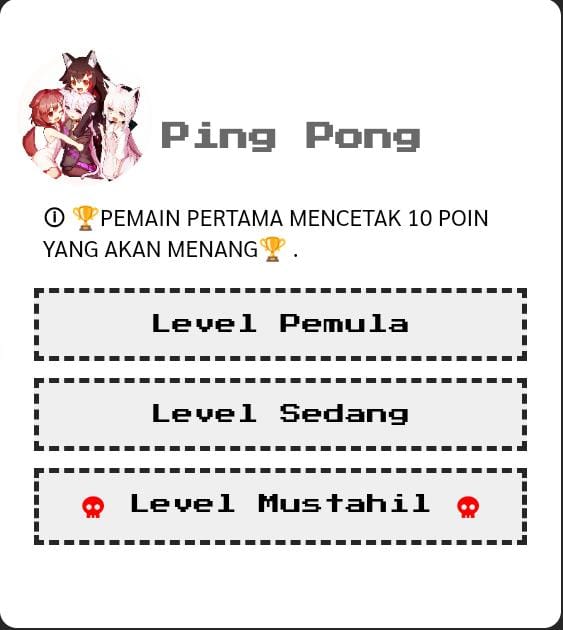 Ping Pong
ⓘ 🏆PEMAIN PERTAMA MENCETAK 10 POIN
YANG AKAN MENANG🏆 .
Level Pemula
Level Sedang
💀 Level Mustahil 💀